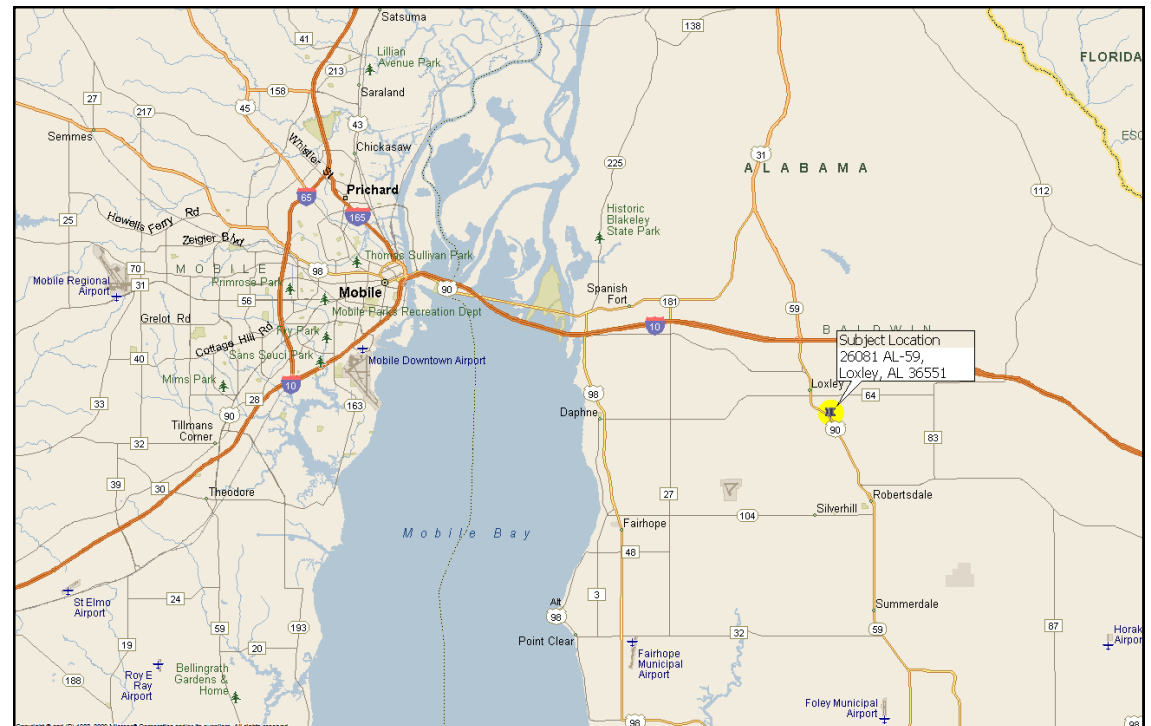 Satsuma
138
41
Lillian
Avenue Park
FLORIDA
213
Saraland
158
27
45
217
43
Semmes
Whistler St
Chickasaw
ESC
31
ALABAMA
225
65
Prichard
112
165
25
Howells Ferry Rd
Historic
Blakeley
State Park
Zeigler Blvd
Thomas Sullivan Park
70
MOBILE
98
Mobile Regional
Airport
31
Primrose Park
90
Spanish
Fort
Mobile
56
181
59
Mobile Parks Recreation Dept
Grelot Rd
10
BALDWIN
Cottage Hill Rd
Fry Park
Subject Location
26081 AL-59,
Loxley, AL 36551
40
Sans Souci Park
Mobile Downtown Airport
Mims Park
10
Loxley
98
64
33
28
163
90
Daphne
Tillmans
Corner
90
32
83
39
30
Theodore
27
Robertsdale
104
Silverhill
Mobile Bay
Fairhope
48
St Elmo
Airport
24
3
Alt
98
Summerdale
59
193
32
59
87
Point Clear
19
20
Horak
Airport
Roy E
Ray
Airport
Bellingrath
Gardens &
Home
Fairhope
Municipal
Airport
188
Foley Municipal
Airport
98
98